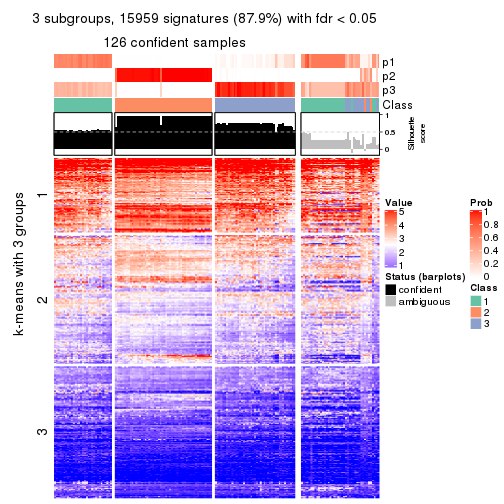 3 subgroups, 15959 signatures (87.9%) with fdr < 0.05
126 confident samples
p1
p2
p3
Class
1
0.5
0
Silhouette
score
k-means with 3 groups
1
2
3
Value
5
4
3
2
1
Status (barplots)
confident
ambiguous
Prob
1
0.8
0.6
0.4
0.2
0
Class
1
2
3